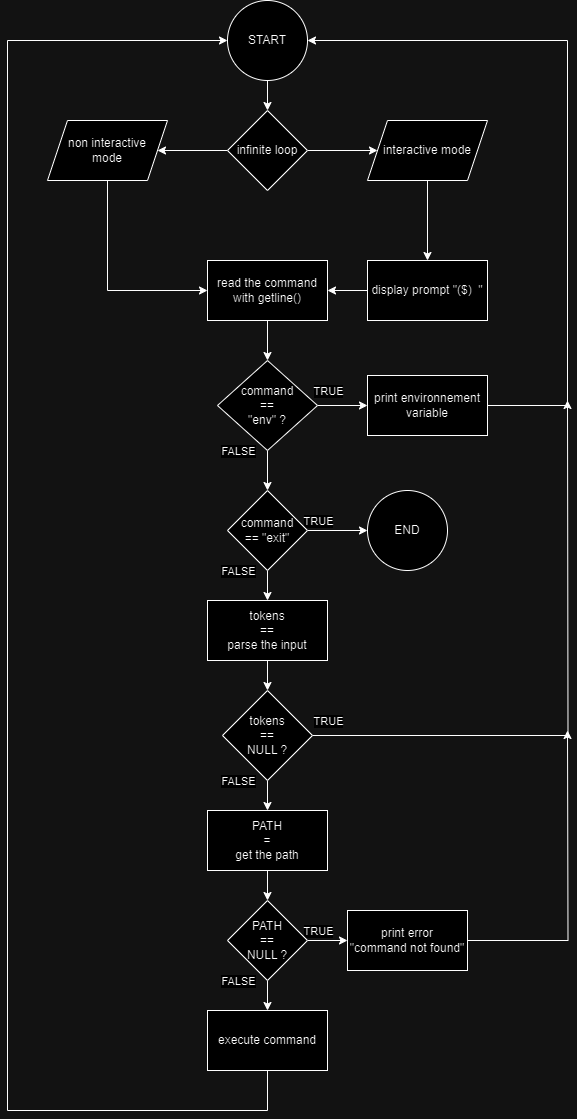 START
infinite loop
non interactive
mode
interactive mode
read the command
with getline()
display prompt "($)  "
command
==
"env" ?
TRUE
print environnement
variable
FALSE
command
== "exit"
TRUE
END
FALSE
tokens
==
parse the input
tokens
==
NULL ?
TRUE
FALSE
PATH
=
get the path
PATH
==
NULL ?
TRUE
print error
"command not found"
FALSE
execute command